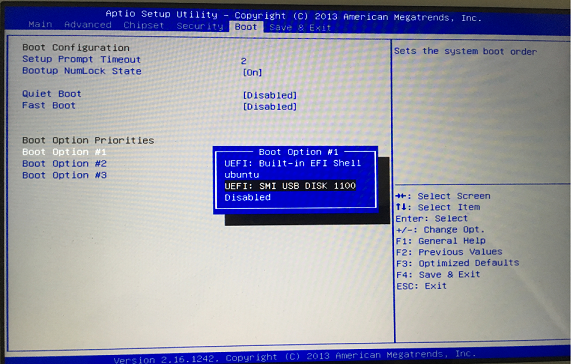 Aptio Setup Utility – Copyright (C) 2013 American Megatrends, Inc.
Main Advanced Chipset Security Boot Save & Exit
Boot Configuration
Setup Prompt Timeout 2
Bootup NumLock State [On]
Quiet Boot [Disabled]
Fast Boot [Disabled]
Boot Option Priorities
Boot Option #1
Boot Option #2
Boot Option #3
Boot Option #1
UEFI: Built-in EFI Shell
ubuntu
UEFI: SMI USB DISK 1100
Disabled
Sets the system boot order
→←: Select Screen
↑↓: Select Item
Enter: Select
+/-: Change Opt.
F1: General Help
F2: Previous Values
F3: Optimized Defaults
F4: Save & Exit
ESC: Exit
Version 2.16.1242. Copyright (C) 2013 American Megatrends, Inc.